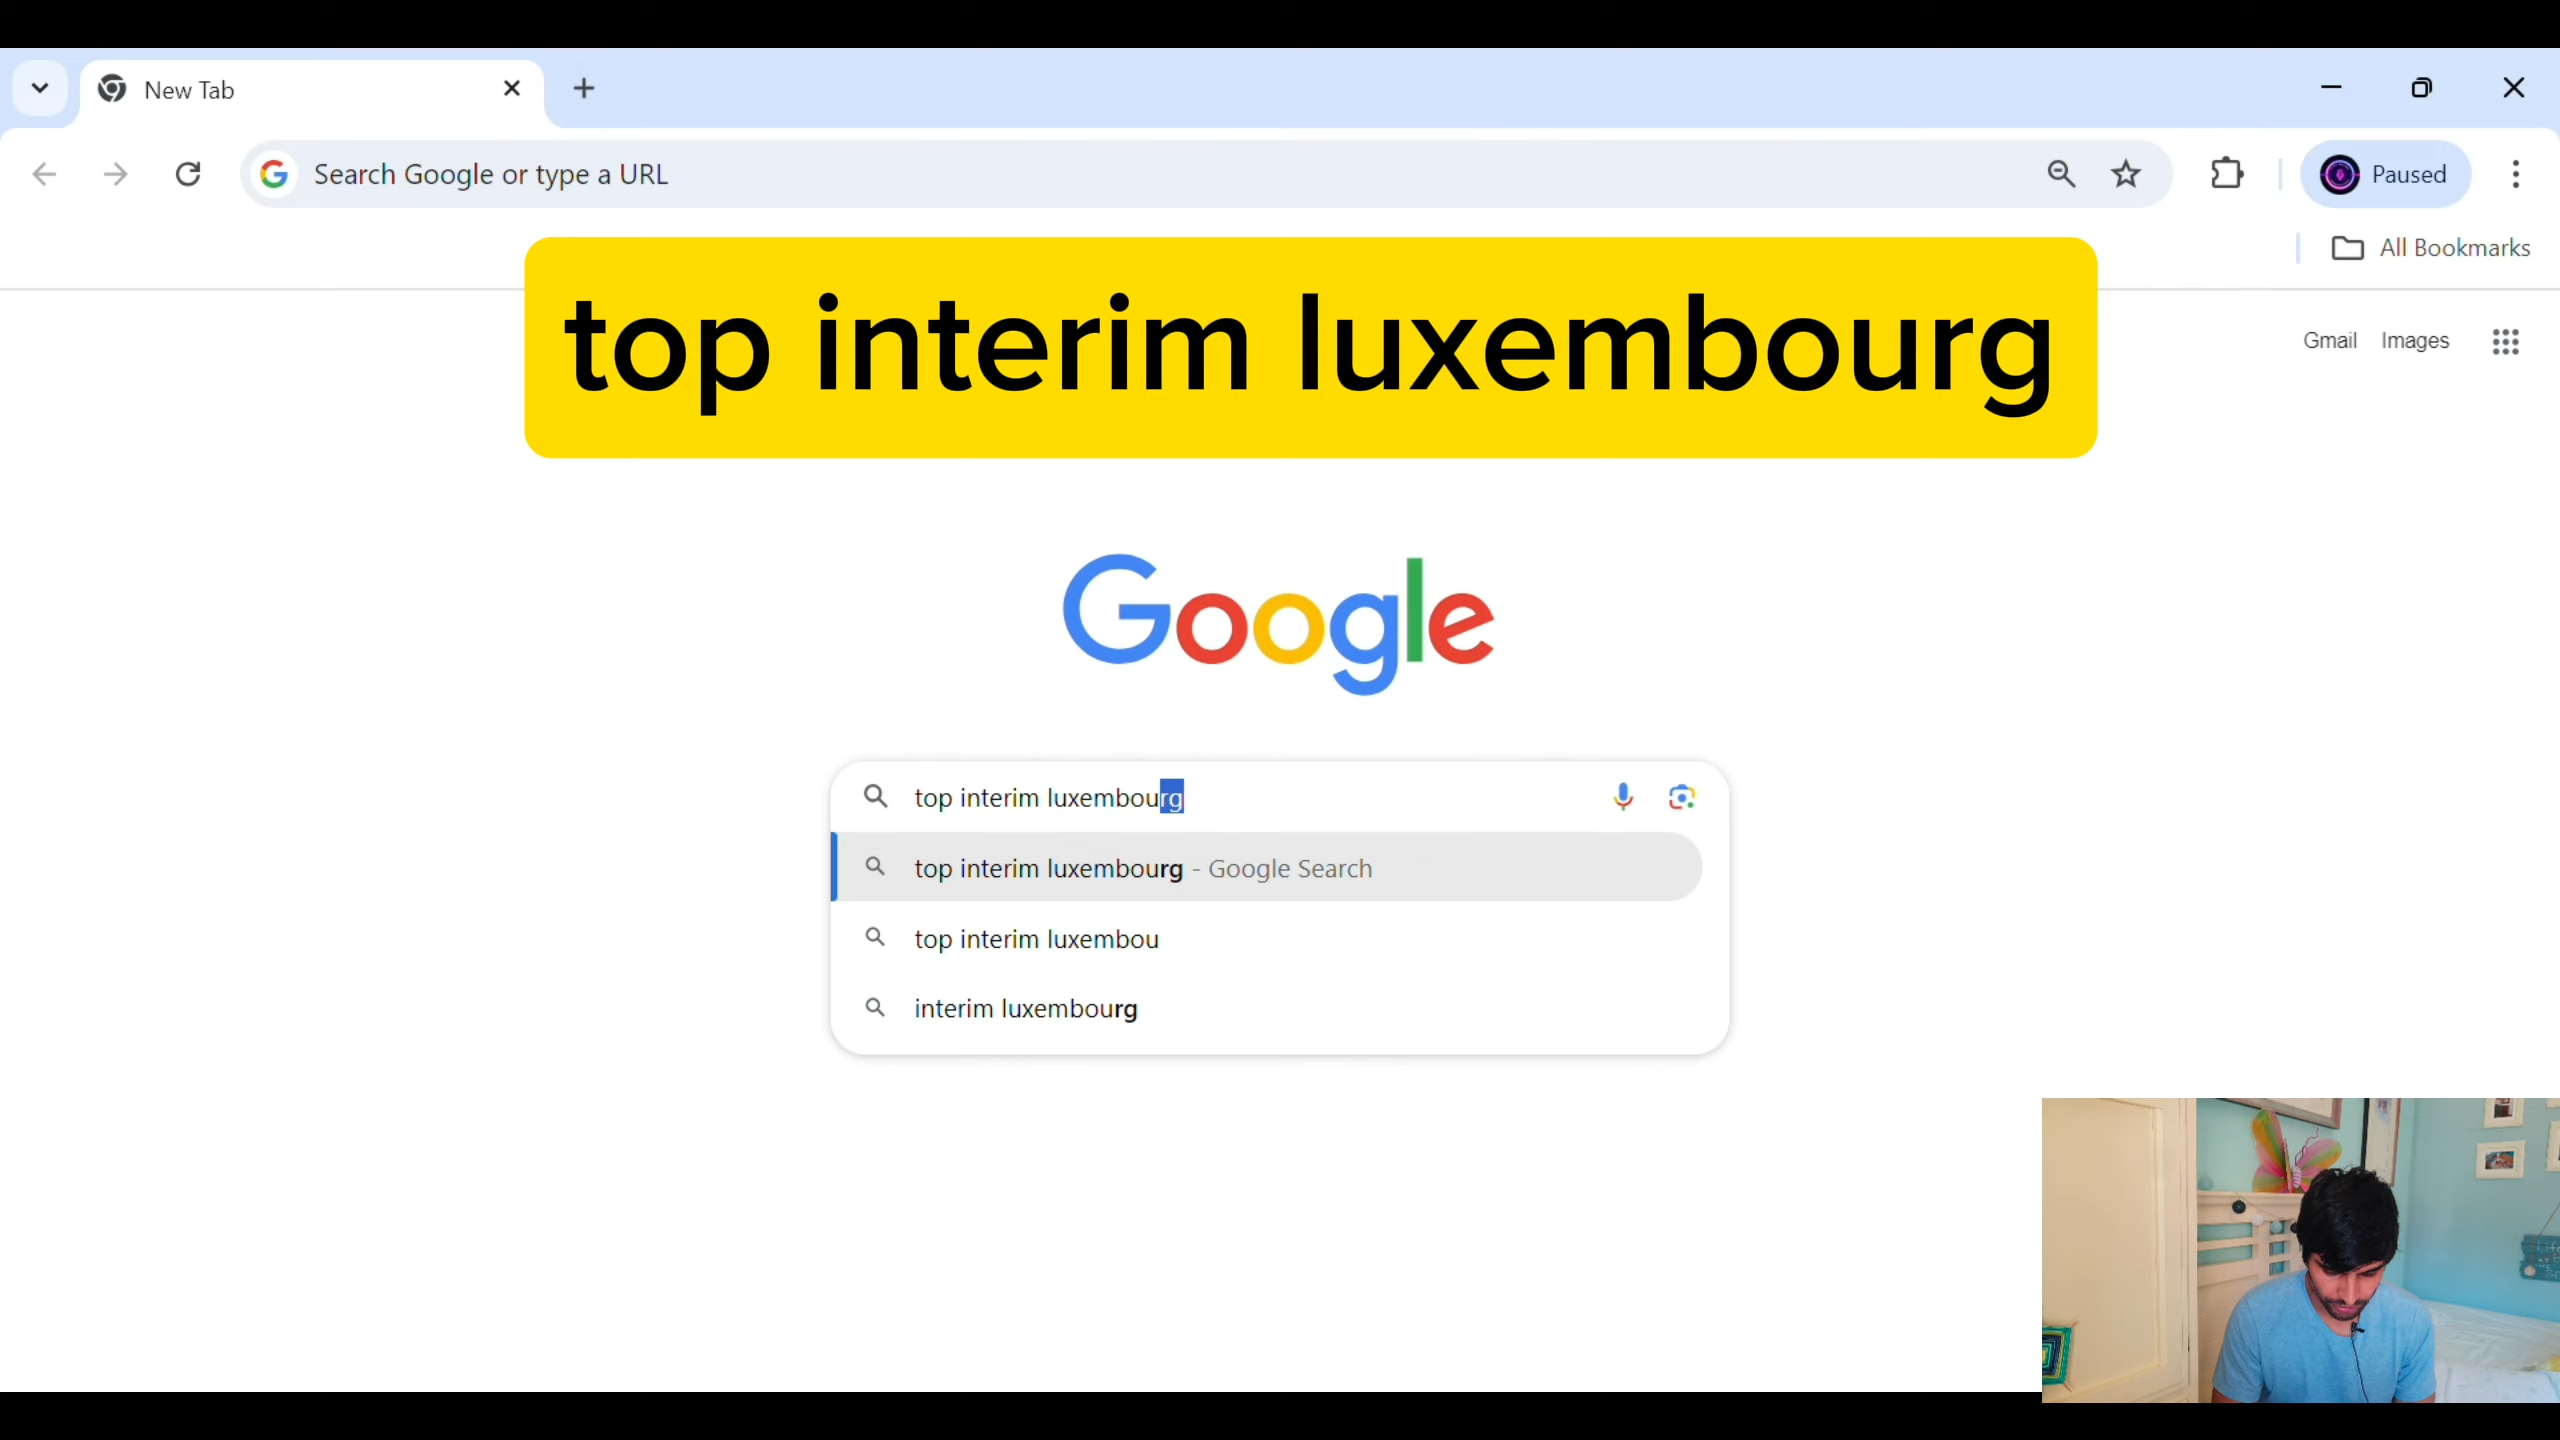 New Tab
Search Google or type a URL
Paused
All Bookmarks
top interim luxembourg
Gmail Images
Google
top interim luxembourg
top interim luxembourg - Google Search
top interim luxembou
interim luxembourg